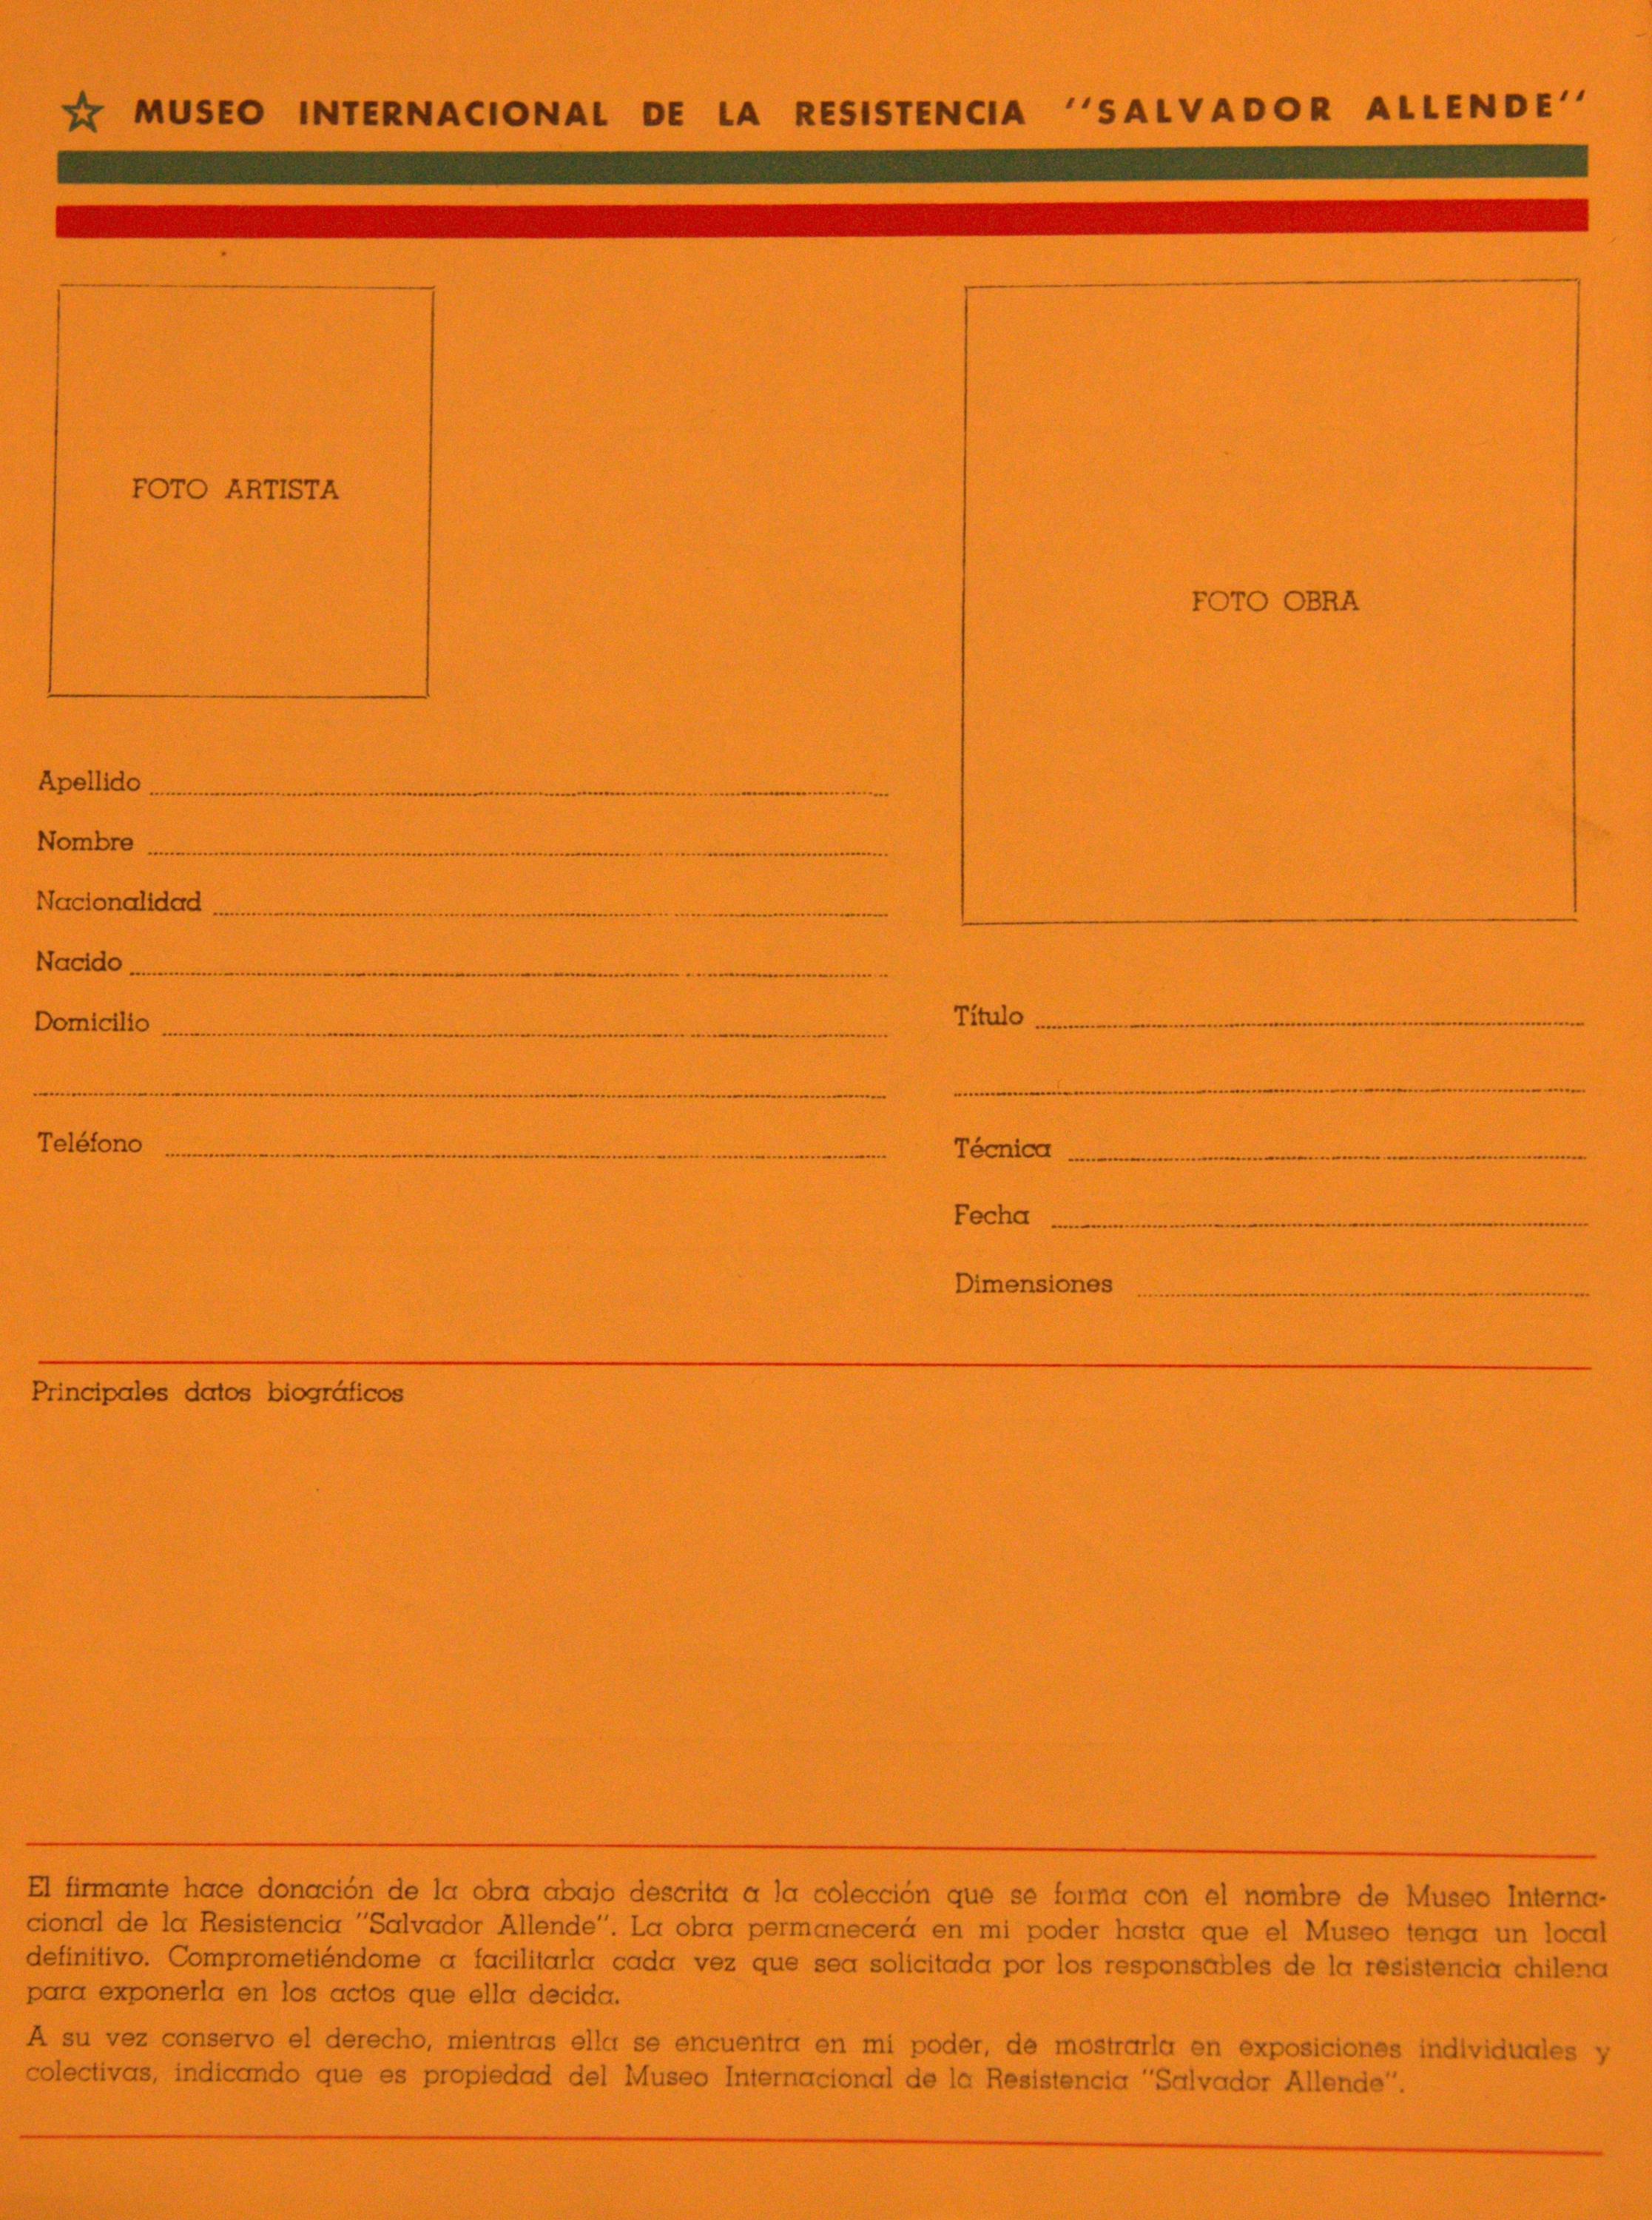 MUSEO INTERNACIONAL DE LA RESISTENCIA "SALVADOR ALLENDE"
FOTO ARTISTA
FOTO OBRA
Apellido
Nombre
Nacionalidad
Nacido
Domicilio
Teléfono
Título
Técnica
Fecha
Dimensiones
Principales datos biográficos
El firmante hace donación de la obra abajo descrita a la colección que se forma con el nombre de Museo Interna-
cional de la Resistencia "Salvador Allende". La obra permanecerá en mi poder hasta que el Museo tenga un local
definitivo. Comprometiéndome a facilitarla cada vez que sea solicitada por los responsables de la resistencia chilena
para exponerla en los actos que ella decida.
A su vez conservo el derecho, mientras ella se encuentra en mi poder, de mostrarla en exposiciones individuales y
colectivas, indicando que es propiedad del Museo Internacional de la Resistencia "Salvador Allende".